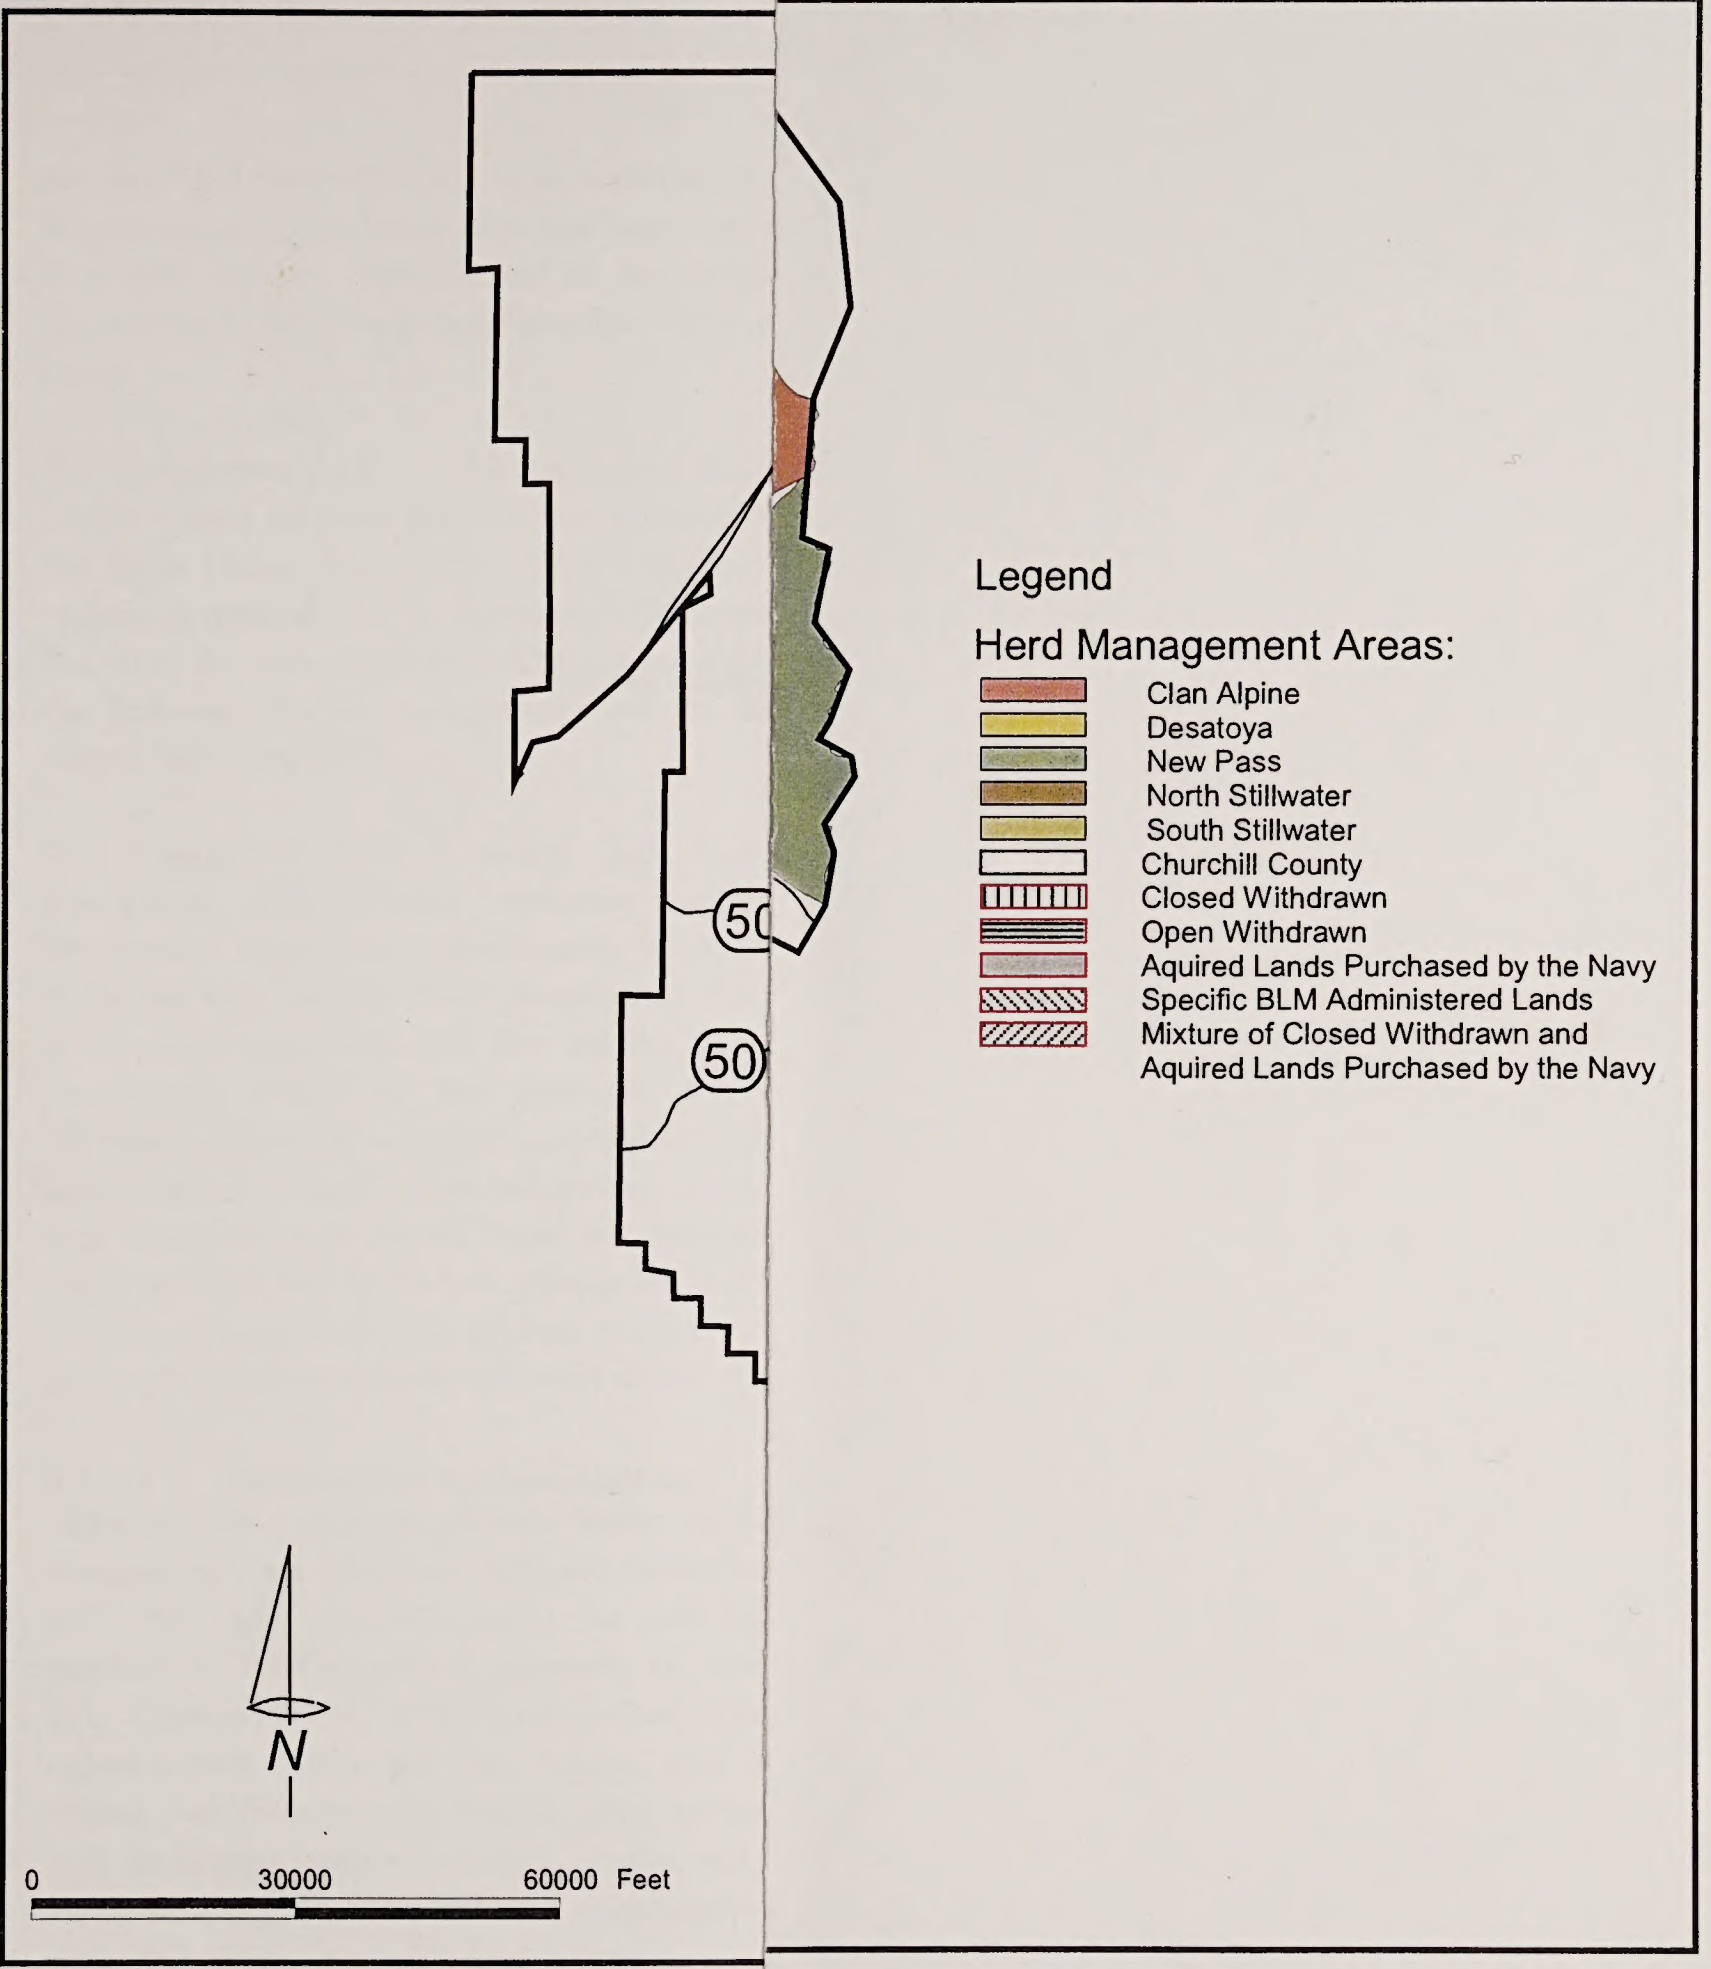 Legend
Herd Management Areas:
Clan Alpine
Desatoya
New Pass
North Stillwater
South Stillwater
Churchill County
Closed Withdrawn
Open Withdrawn
Aquired Lands Purchased by the Navy
Specific BLM Administered Lands
Mixture of Closed Withdrawn and
Aquired Lands Purchased by the Navy
50
50
N
0 30000 60000 Feet